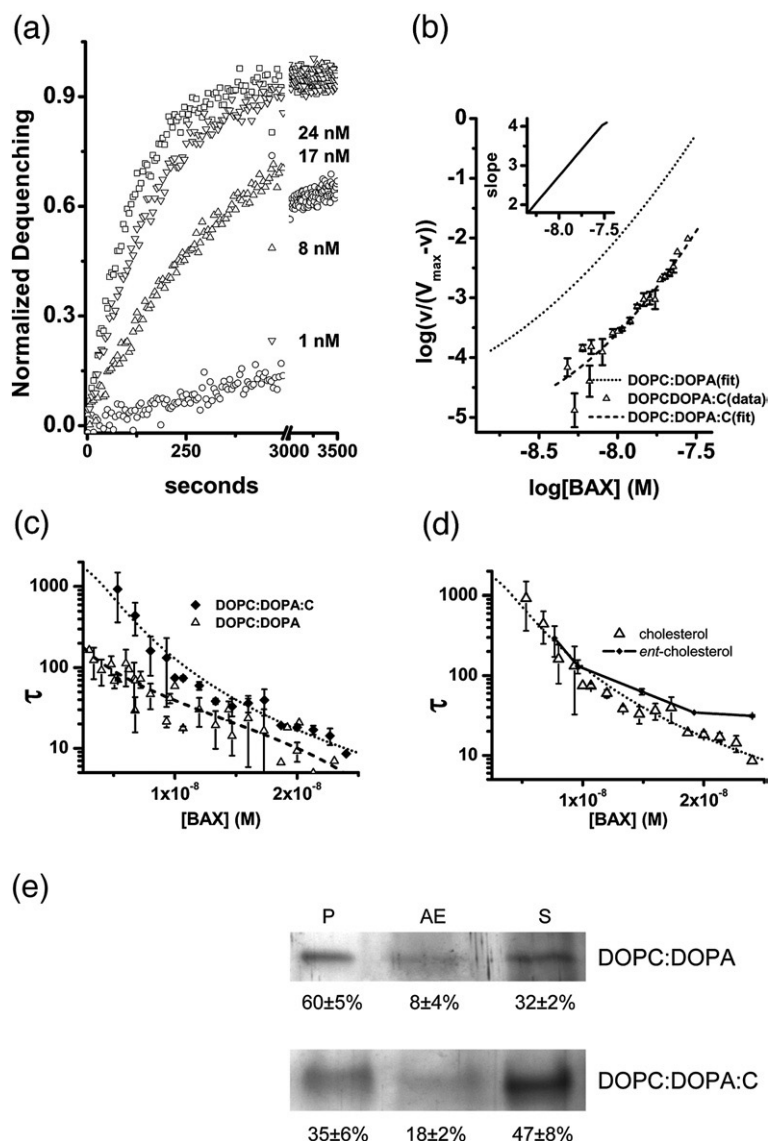 (a)
Normalized Dequenching
0.9
0.6
0.3
0.0
24 nM
17 nM
8 nM
1 nM
0
250
3000
3500
seconds
(b)
log(v/(Vmax-v))
0
-1
-2
-3
-4
-5
slope
4
3
2
-8.0
-7.5
DOPC:DOPA(fit)
DOPCDOPA:C(data)
DOPC:DOPA:C(fit)
-8.5
-8.0
-7.5
log[BAX] (M)
(c)
τ
1000
100
10
DOPC:DOPA:C
DOPC:DOPA
1x10-8
2x10-8
[BAX] (M)
(d)
τ
1000
100
10
cholesterol
ent-cholesterol
1x10-8
2x10-8
[BAX] (M)
(e)
P AE S
DOPC:DOPA
60±5% 8±4% 32±2%
DOPC:DOPA:C
35±6% 18±2% 47±8%